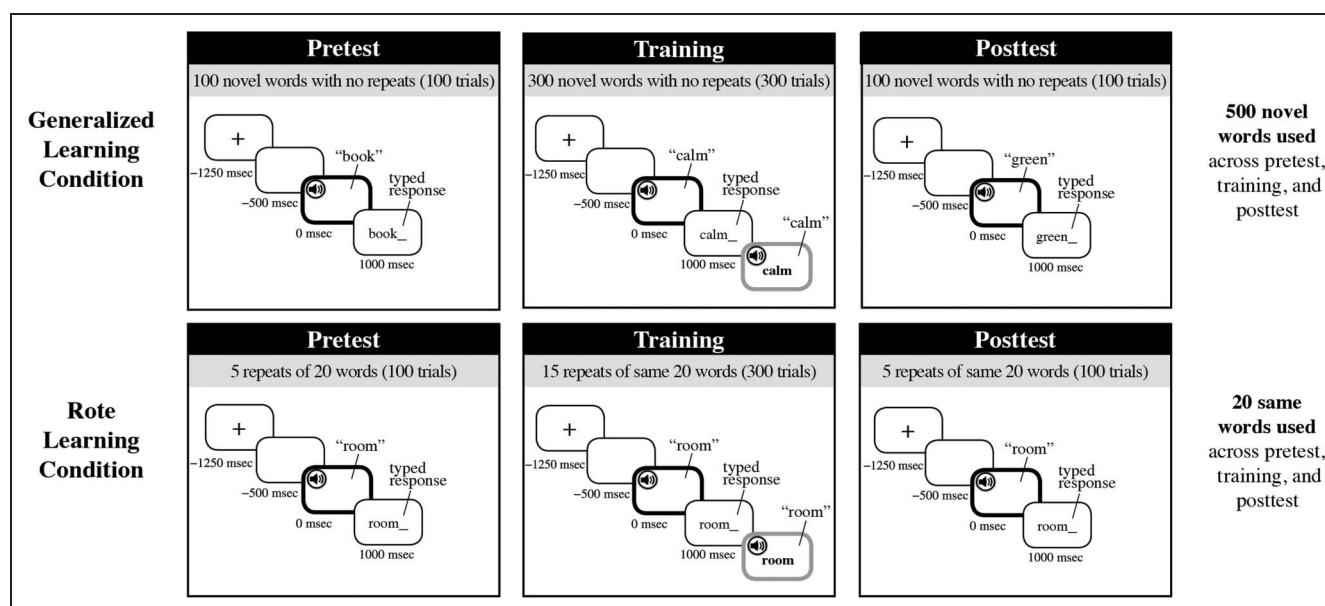 Generalized
Learning
Condition
Pretest
100 novel words with no repeats (100 trials)
+
−1250 msec
−500 msec
"book"
0 msec
typed
response
book_
1000 msec
Training
300 novel words with no repeats (300 trials)
+
−1250 msec
−500 msec
"calm"
0 msec
typed
response
calm_
1000 msec
"calm"
calm
Posttest
100 novel words with no repeats (100 trials)
+
−1250 msec
−500 msec
"green"
0 msec
typed
response
green_
1000 msec
500 novel
words used
across pretest,
training, and
posttest
Rote
Learning
Condition
Pretest
5 repeats of 20 words (100 trials)
+
−1250 msec
−500 msec
"room"
0 msec
typed
response
room_
1000 msec
Training
15 repeats of same 20 words (300 trials)
+
−1250 msec
−500 msec
"room"
0 msec
typed
response
room_
1000 msec
"room"
room
Posttest
5 repeats of same 20 words (100 trials)
+
−1250 msec
−500 msec
"room"
0 msec
typed
response
room_
1000 msec
20 same
words used
across pretest,
training, and
posttest